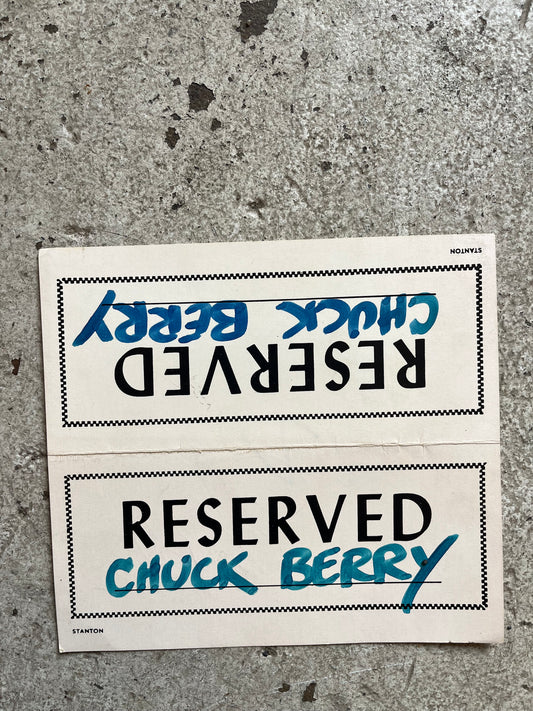 STANTON
CHUCK BERRY
RESERVED
RESERVED
CHUCK BERRY
STANTON